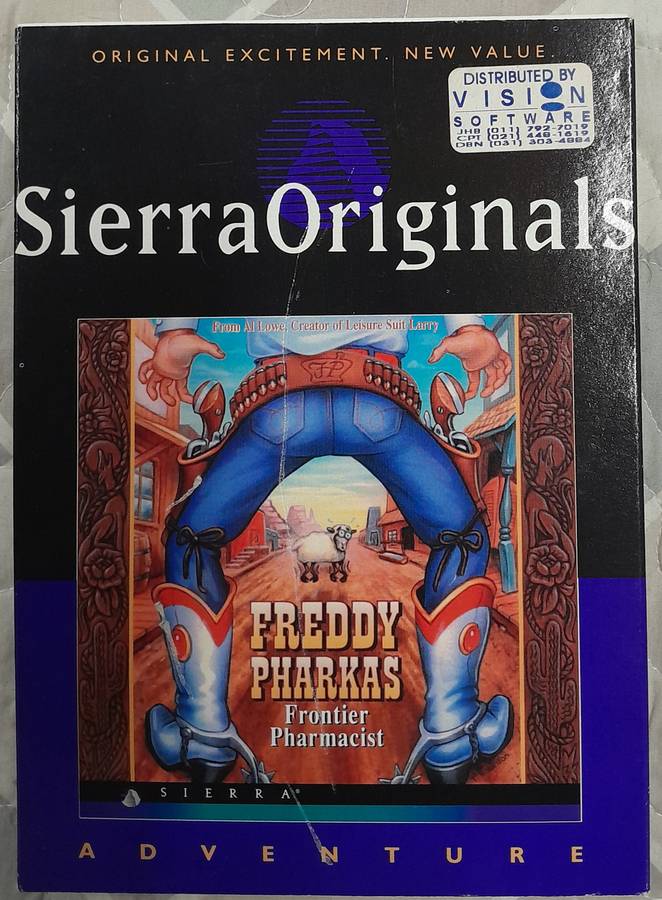 ORIGINAL EXCITEMENT. NEW VALUE.
DISTRIBUTED BY
VISION
SOFTWARE
JHB (011) 792-7019
CPT (021) 448-1619
DBN (031) 303-4884
SierraOriginals
From Al Lowe, Creator of Leisure Suit Larry
FP
FREDDY
PHARKAS
Frontier
Pharmacist
SIERRA®
ADVENTURE